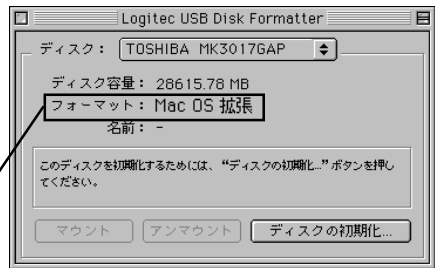 Logitec USB Disk Formatter
ディスク： TOSHIBA MK3017GAP
ディスク容量： 28615.78 MB
フォーマット： Mac OS 拡張
名前： -
このディスクを初期化するためには、“ディスクの初期化...”ボタンを押し
てください。
マウント アンマウント ディスクの初期化...